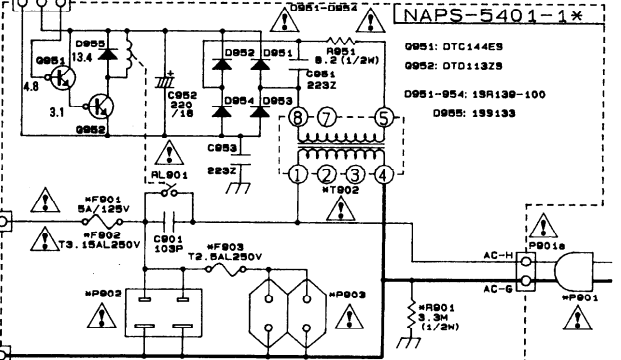 D951-D954
NAPS-5401-1*
D955
13.4
Q951
4.8
3.1
Q952
C952
220
/16
D952
D951
D954
D953
R951
8.2 (1/2W)
C951
223Z
Q951: DTC144ES
Q952: DTD113ZS
D951-954: 1SR139-100
D955: 1SS133
C953
223Z
8
7
5
1
2
3
4
*T902
RL901
*F901
5A/125V
*F902
T3.15AL250V
C901
103P
*F903
T2.5AL250V
*P902
*P903
AC-H
AC-G
P901a
*P901
*R901
3.3M
(1/2W)